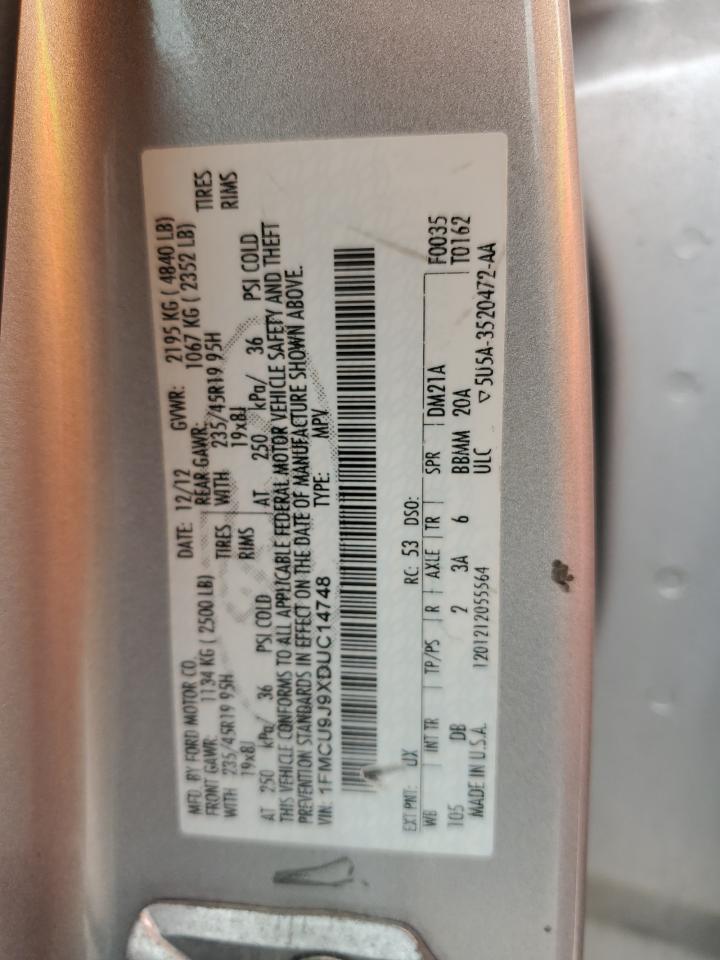 MFD. BY FORD MOTOR CO. DATE: 12/12 GVWR: 2195 KG ( 4840 LB)
FRONT GAWR: 1134 KG ( 2500 LB) REAR GAWR: 1067 KG ( 2352 LB)
WITH 235/45R19 95H TIRES WITH 235/45R19 95H TIRES
19x8J RIMS 19x8J RIMS
AT 250 kPa/ 36 PSI COLD AT 250 kPa/ 36 PSI COLD
THIS VEHICLE CONFORMS TO ALL APPLICABLE FEDERAL MOTOR VEHICLE SAFETY AND THEFT
PREVENTION STANDARDS IN EFFECT ON THE DATE OF MANUFACTURE SHOWN ABOVE.
VIN: 1FMCU9J9XDUC14748 TYPE: MPV
EXT PNT: UX RC: 53 DSO: F0035
WB INT TR TP/PS R AXLE TR SPR DM21A T0162
105 DB 2 3A 6 BBMM 20A
MADE IN U.S.A. 1201212055564 ULC ▽5U5A-3520472-AA